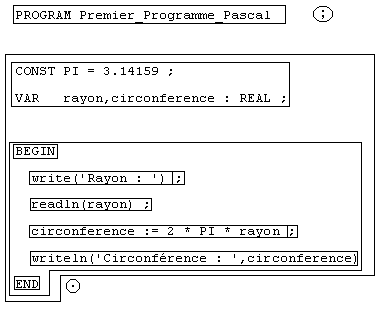 PROGRAM Premier_Programme_Pascal ;
CONST PI = 3.14159 ;
VAR rayon,circonference : REAL ;
BEGIN
write('Rayon : ') ;
readln(rayon) ;
circonference := 2 * PI * rayon ;
writeln('Circonférence : ',circonference)
END .